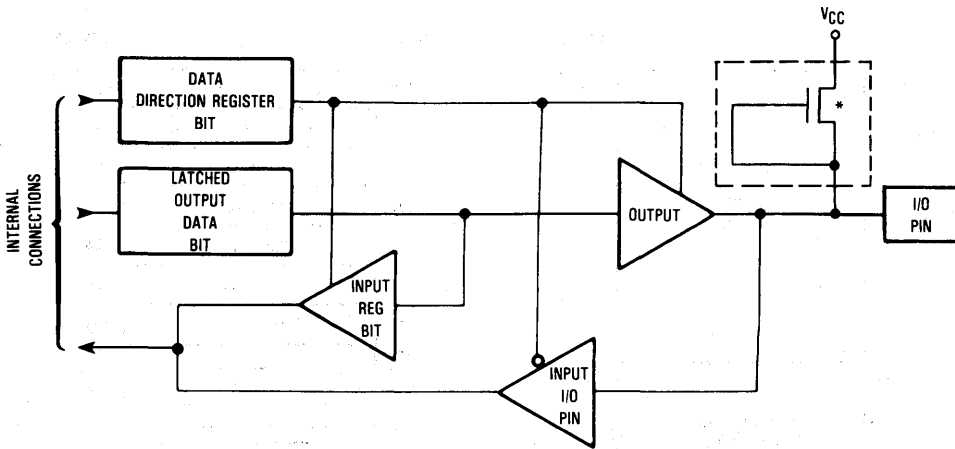 VCC
DATA
DIRECTION REGISTER
BIT
*
LATCHED
OUTPUT
DATA
BIT
INTERNAL
CONNECTIONS
OUTPUT
I/O
PIN
INPUT
REG
BIT
INPUT
I/O
PIN